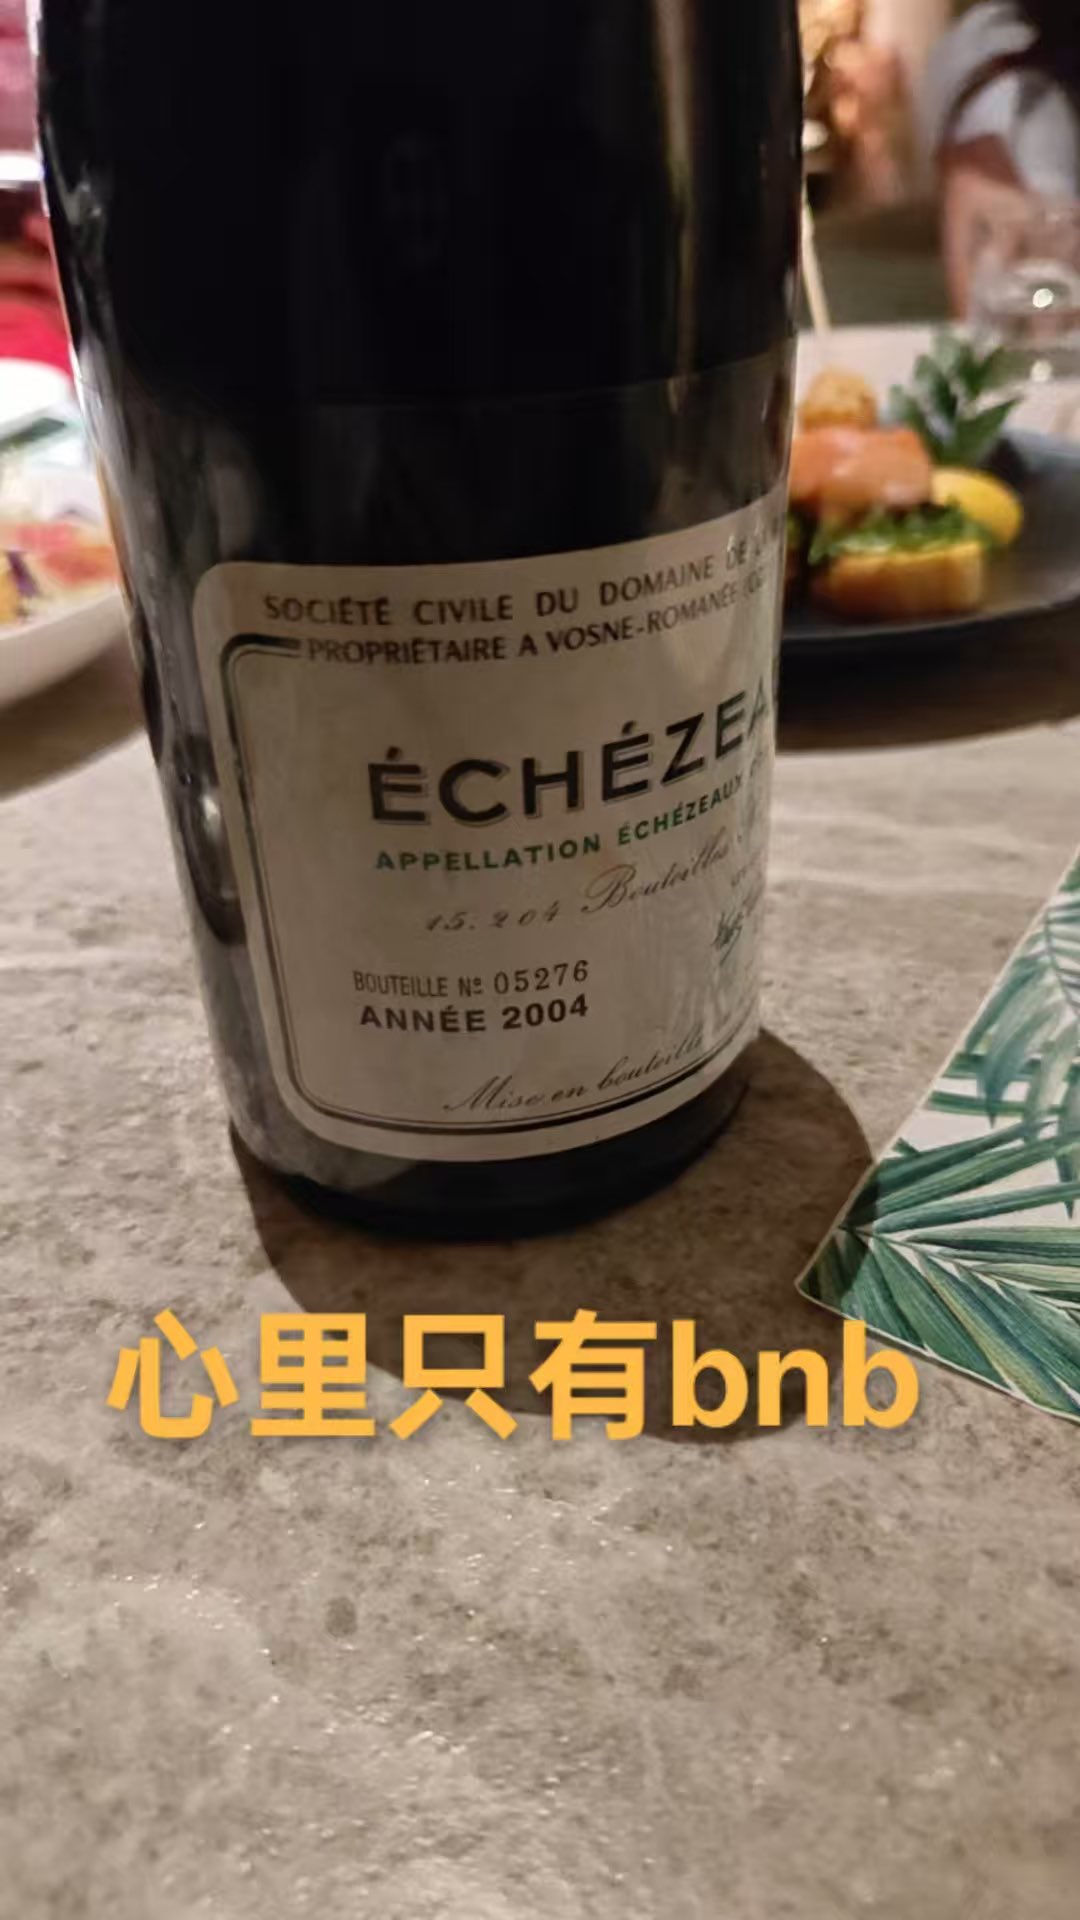 SOCIÉTÉ CIVILE DU DOMAINE DE
PROPRIÉTAIRE A VOSNE-ROMANÉE
ÉCHÉZEA
APPELLATION ÉCHÉZEAUX
15.204 Bouteilles
BOUTEILLE Nº 05276
ANNÉE 2004
Mise en bouteille
心里只有bnb